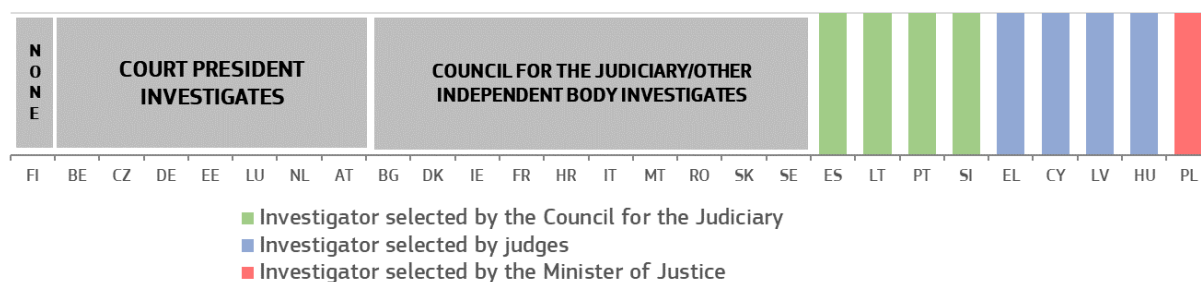 NONE
COURT PRESIDENT
INVESTIGATES
COUNCIL FOR THE JUDICIARY/OTHER
INDEPENDENT BODY INVESTIGATES
FI BE CZ DE EE LU NL AT BG DK IE FR HR IT MT RO SK SE ES LT PT SI EL CY LV HU PL
Investigator selected by the Council for the Judiciary
Investigator selected by judges
Investigator selected by the Minister of Justice